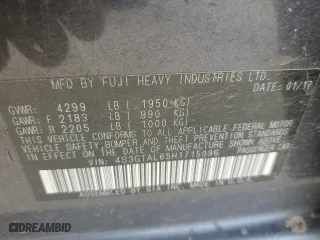 MFD BY FUJI HEAVY INDUSTRIES LTD. DATE: 01/17
GVWR: 4299 LB ( 1950 KG)
GAWR: F 2183 LB ( 990 KG)
GAWR: R 2205 LB ( 1000 KG)
THIS VEHICLE CONFORMS TO ALL APPLICABLE FEDERAL MOTOR
VEHICLE SAFETY, BUMPER AND THEFT PREVENTION STANDARDS
IN EFFECT ON THE DATE OF MANUFACTURE SHOWN ABOVE.
VIN: 4S3GTAL65H1715096 PASSENGER CAR
MADE IN U.S.A.